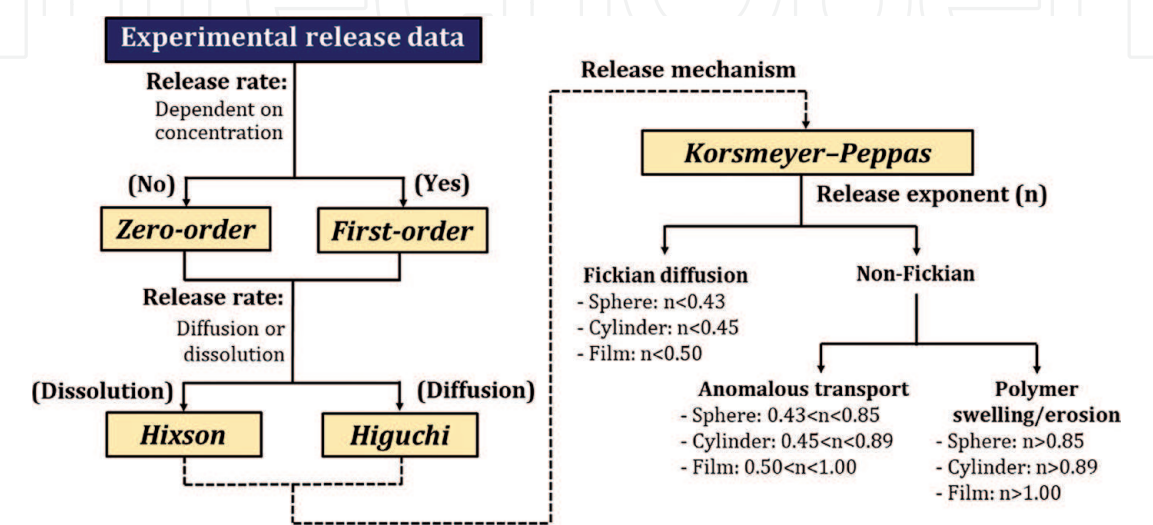 Experimental release data
Release rate:
Dependent on
concentration
(No)
(Yes)
Zero-order
First-order
Release rate:
Diffusion or
dissolution
(Dissolution)
(Diffusion)
Hixson
Higuchi
Release mechanism
Korsmeyer–Peppas
Release exponent (n)
Fickian diffusion
- Sphere: n<0.43
- Cylinder: n<0.45
- Film: n<0.50
Non-Fickian
Anomalous transport
- Sphere: 0.43<n<0.85
- Cylinder: 0.45<n<0.89
- Film: 0.50<n<1.00
Polymer
swelling/erosion
- Sphere: n>0.85
- Cylinder: n>0.89
- Film: n>1.00